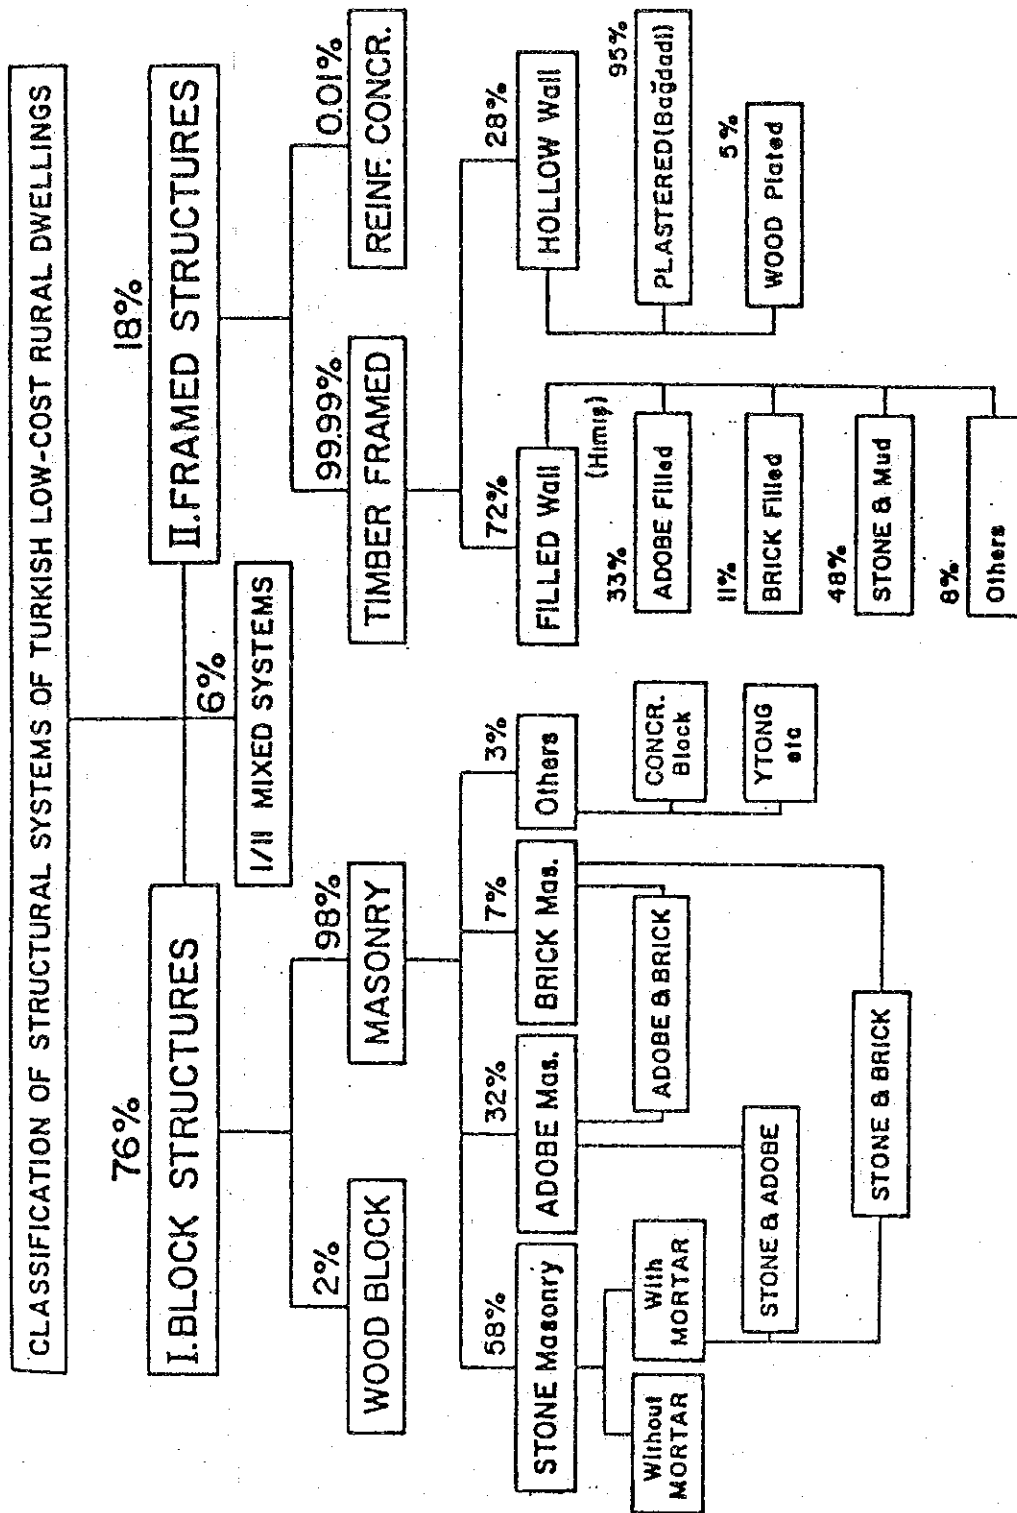 CLASSIFICATION OF STRUCTURAL SYSTEMS OF TURKISH LOW-COST RURAL DWELLINGS
76%
I.BLOCK STRUCTURES
18%
II.FRAMED STRUCTURES
6%
I/II MIXED SYSTEMS
2%
WOOD BLOCK
98%
MASONRY
99.99%
TIMBER FRAMED
0.01%
REINF. CONCR.
58%
STONE Masonry
32%
ADOBE Mas.
7%
BRICK Mas.
3%
Others
72%
FILLED Wall
(Hımış)
28%
HOLLOW Wall
Without
MORTAR
With
MORTAR
ADOBE & BRICK
CONCR.
Block
33%
ADOBE Filled
95%
PLASTERED(Bağdadi)
STONE & ADOBE
YTONG
etc
11%
BRICK Filled
5%
WOOD Plated
STONE & BRICK
48%
STONE & Mud
8%
Others